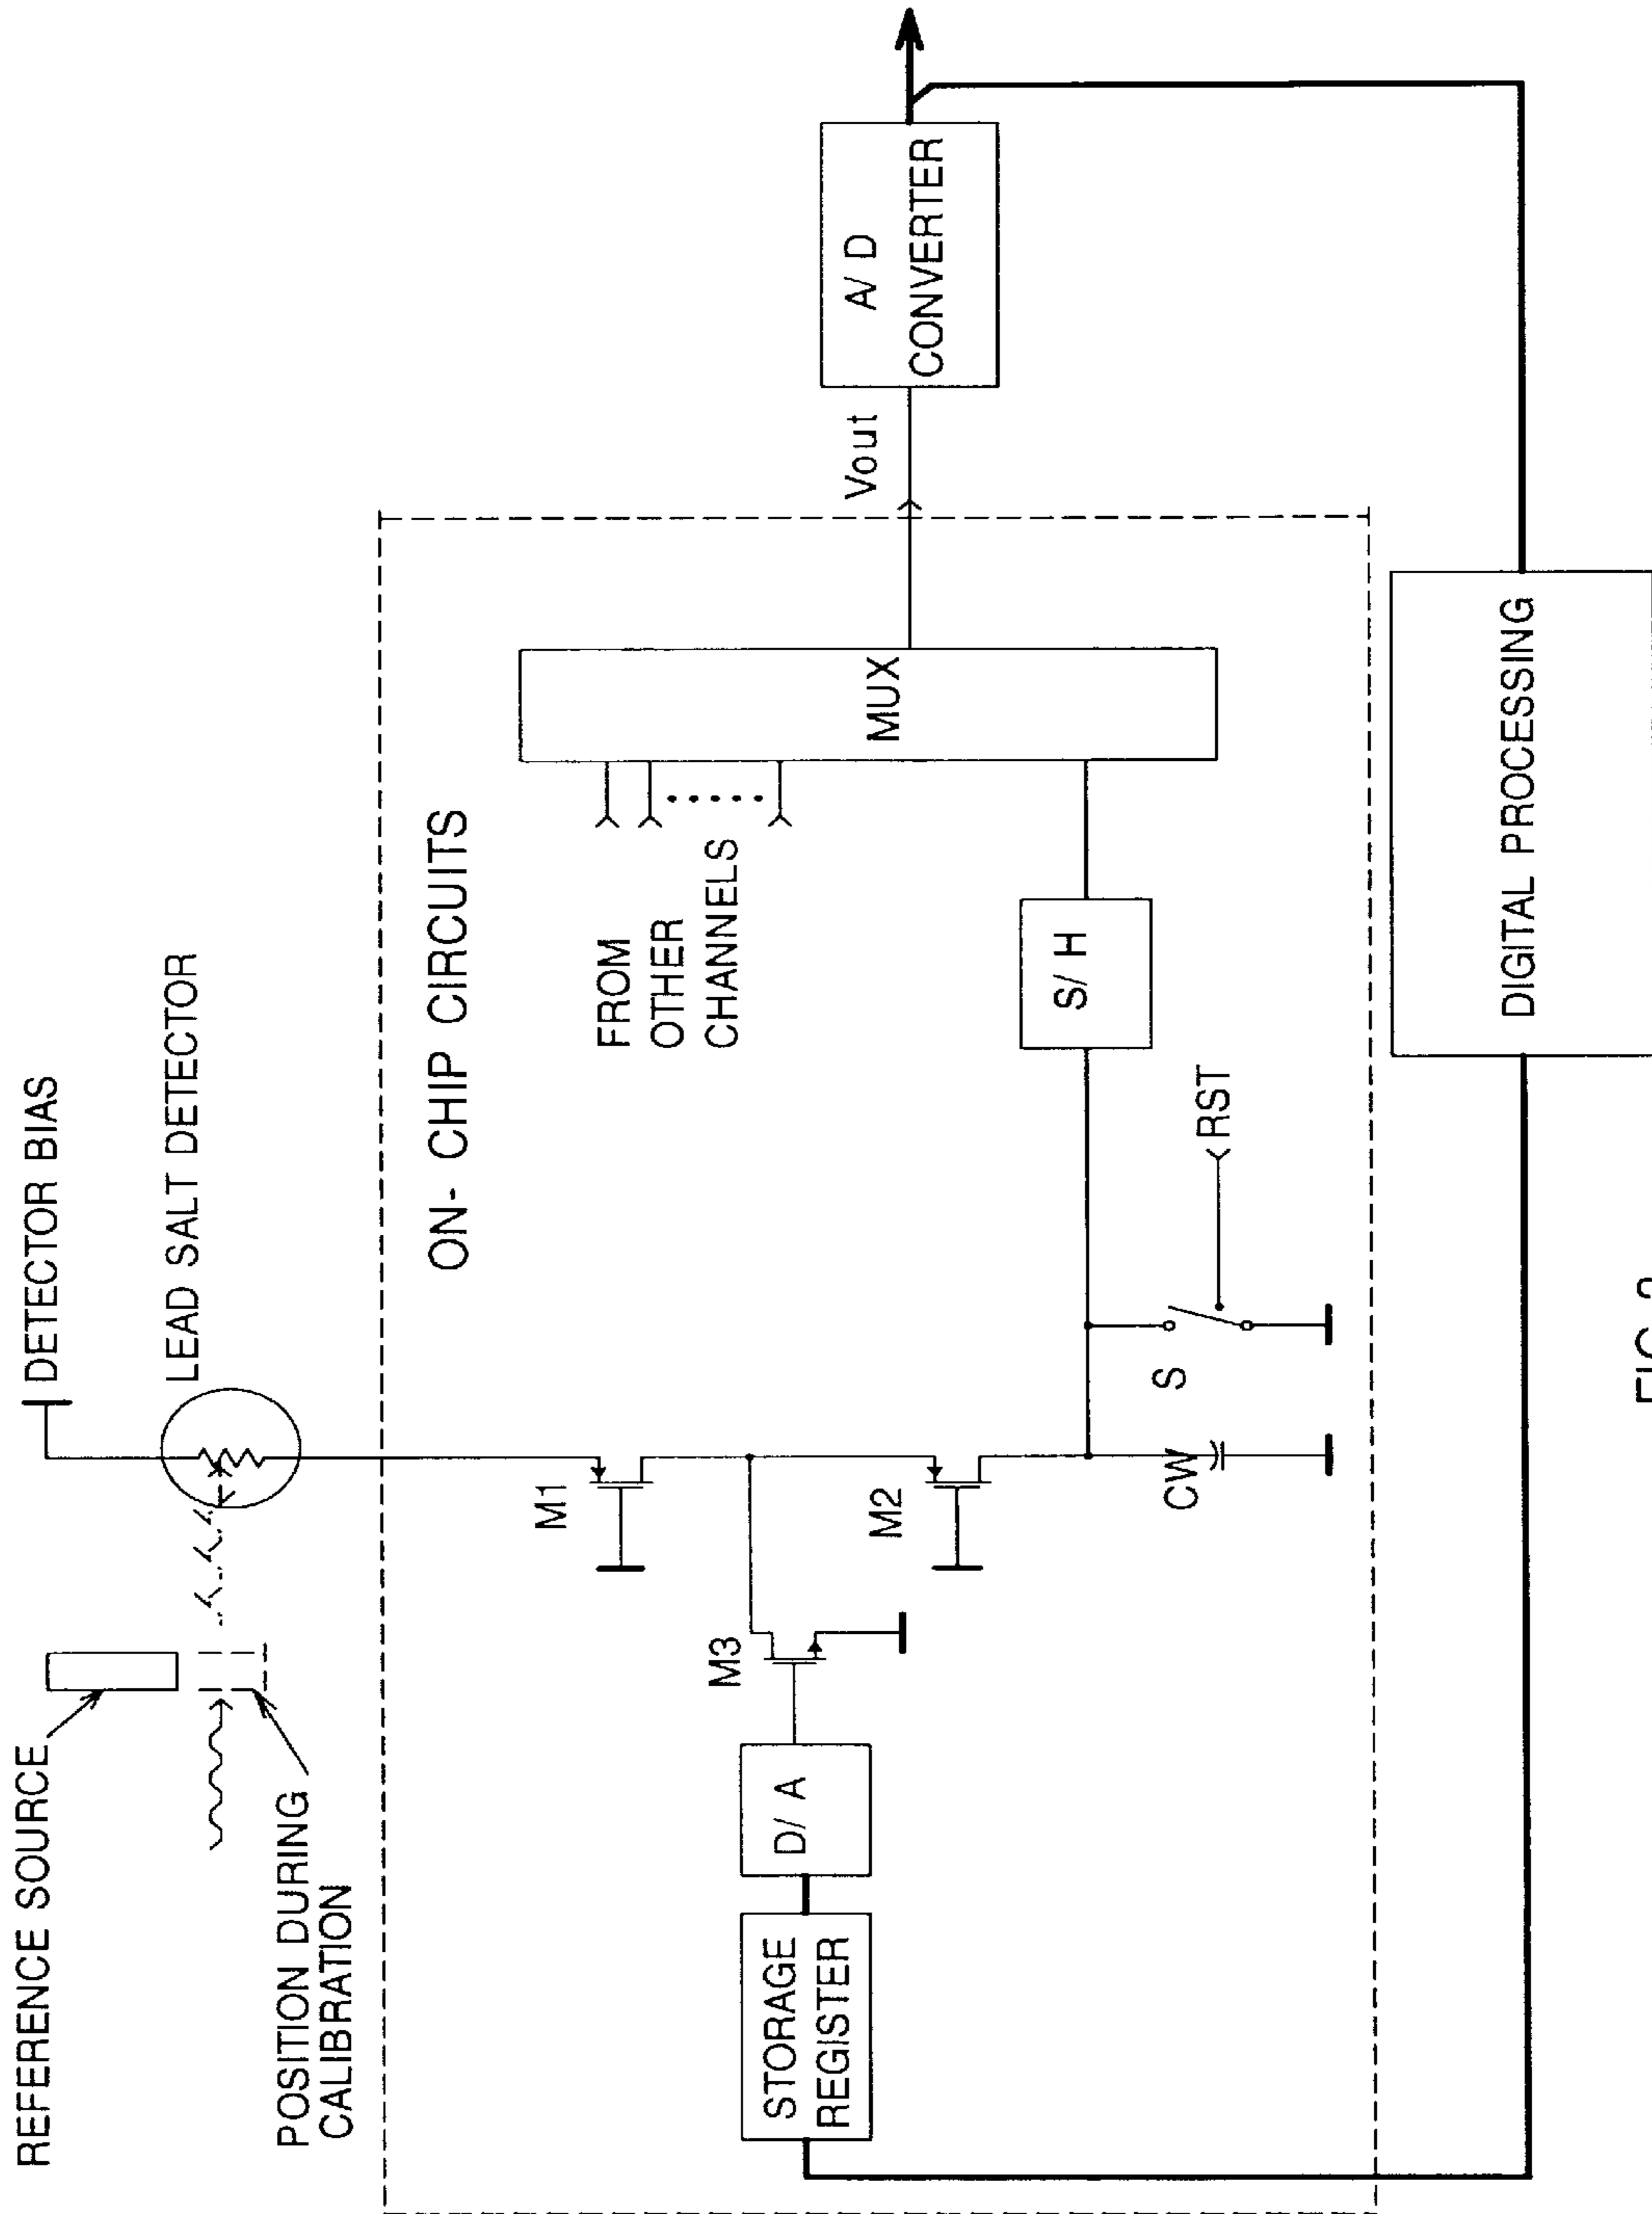 REFERENCE SOURCE
POSITION DURING
CALIBRATION
DETECTOR BIAS
LEAD SALT DETECTOR
ON- CHIP CIRCUITS
M1
M3
M2
STORAGE
REGISTER
D/ A
CW
S
RST
S/ H
FROM
OTHER
CHANNELS
MUX
Vout
A/ D
CONVERTER
DIGITAL PROCESSING